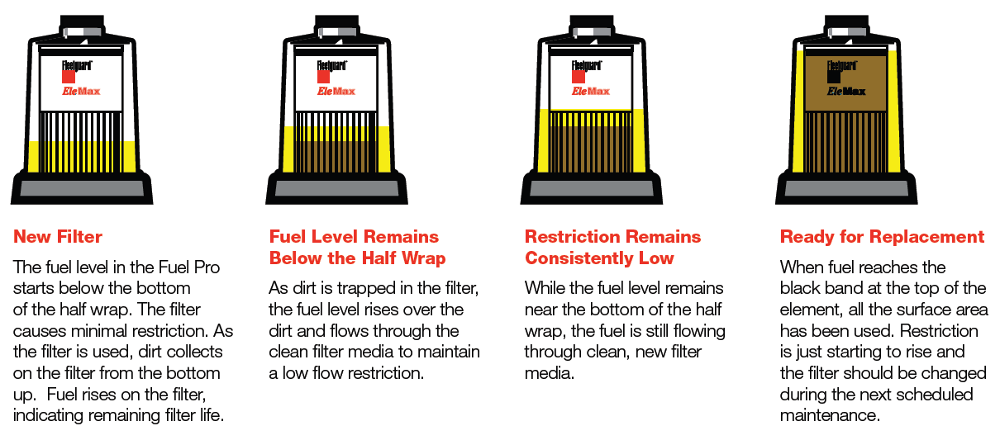 Fleetguard
EleMax
Fleetguard
EleMax
Fleetguard
EleMax
Fleetguard
EleMax
New Filter
The fuel level in the Fuel Pro
starts below the bottom
of the half wrap. The filter
causes minimal restriction. As
the filter is used, dirt collects
on the filter from the bottom
up.  Fuel rises on the filter,
indicating remaining filter life.
Fuel Level Remains
Below the Half Wrap
As dirt is trapped in the filter,
the fuel level rises over the
dirt and flows through the
clean filter media to maintain
a low flow restriction.
Restriction Remains
Consistently Low
While the fuel level remains
near the bottom of the half
wrap, the fuel is still flowing
through clean, new filter
media.
Ready for Replacement
When fuel reaches the
black band at the top of the
element, all the surface area
has been used. Restriction
is just starting to rise and
the filter should be changed
during the next scheduled
maintenance.